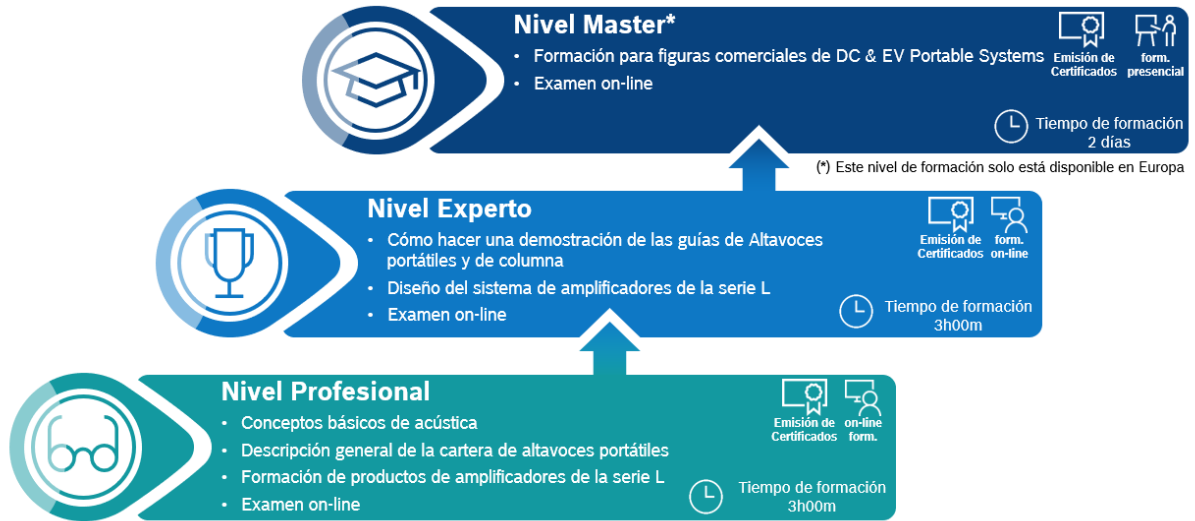 Nivel Master*
• Formación para figuras comerciales de DC & EV Portable Systems
• Examen on-line
Emisión de
Certificados
form.
presencial
Tiempo de formación
2 días
(*) Este nivel de formación solo está disponible en Europa
Nivel Experto
• Cómo hacer una demostración de las guías de Altavoces
portátiles y de columna
• Diseño del sistema de amplificadores de la serie L
• Examen on-line
Emisión de
Certificados
form.
on-line
Tiempo de formación
3h00m
Nivel Profesional
• Conceptos básicos de acústica
• Descripción general de la cartera de altavoces portátiles
• Formación de productos de amplificadores de la serie L
• Examen on-line
Emisión de
Certificados
on-line
form.
Tiempo de formación
3h00m